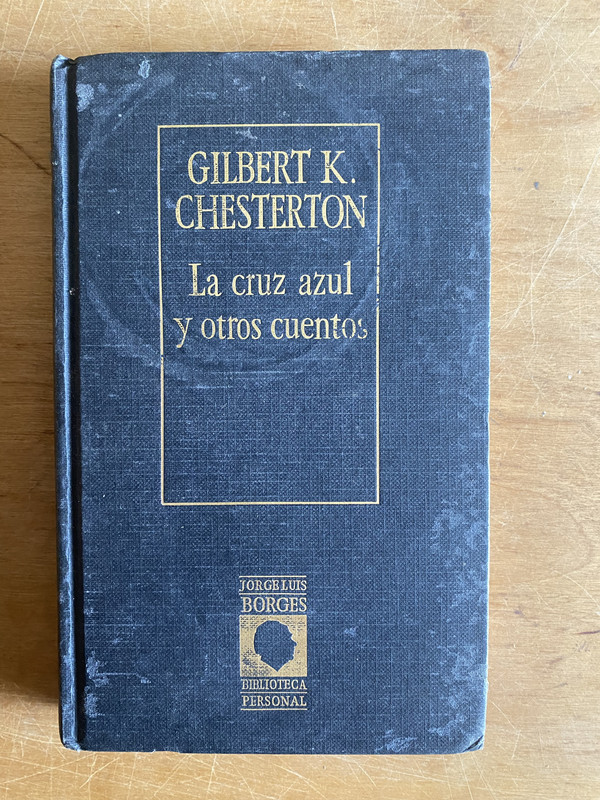 GILBERT K.
CHESTERTON
La cruz azul
y otros cuentos
JORGE LUIS
BORGES
BIBLIOTECA
PERSONAL